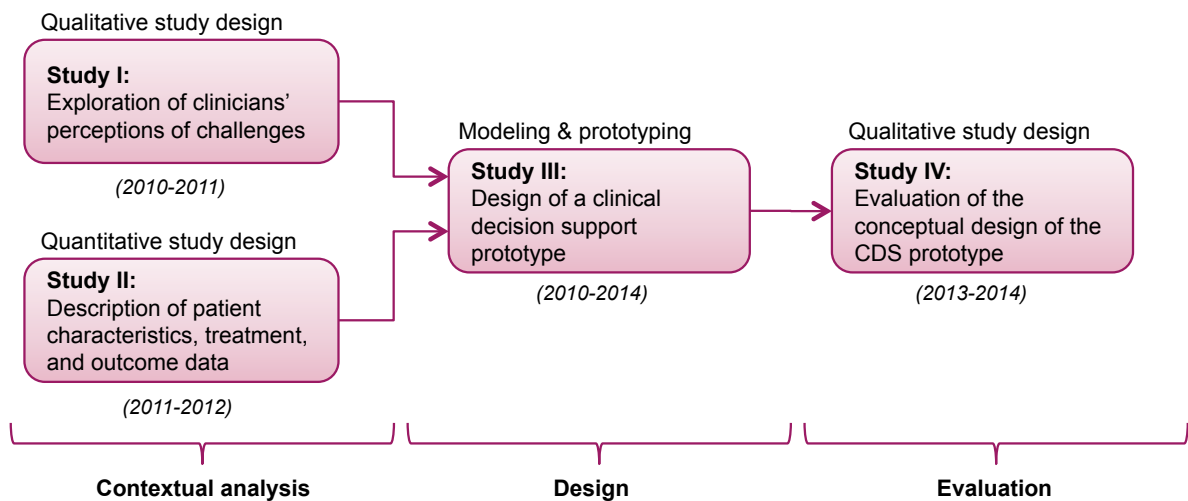 Qualitative study design
Study I:
Exploration of clinicians’
perceptions of challenges
(2010-2011)
Quantitative study design
Study II:
Description of patient
characteristics, treatment,
and outcome data
(2011-2012)
Modeling & prototyping
Study III:
Design of a clinical
decision support
prototype
(2010-2014)
Qualitative study design
Study IV:
Evaluation of the
conceptual design of the
CDS prototype
(2013-2014)
Contextual analysis
Design
Evaluation